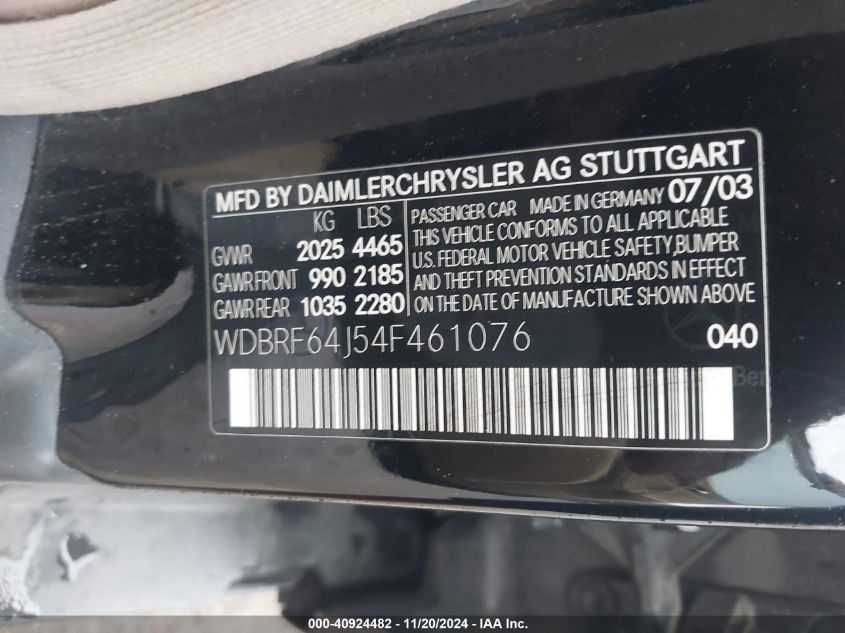 MFD BY DAIMLERCHRYSLER AG STUTTGART
KG LBS
GVWR 2025 4465
GAWR FRONT 990 2185
GAWR REAR 1035 2280
PASSENGER CAR MADE IN GERMANY 07/03
THIS VEHICLE CONFORMS TO ALL APPLICABLE
U.S. FEDERAL MOTOR VEHICLE SAFETY,BUMPER
AND THEFT PREVENTION STANDARDS IN EFFECT
ON THE DATE OF MANUFACTURE SHOWN ABOVE
WDBRF64J54F461076 040
000-40924482 - 11/20/2024 - IAA Inc.